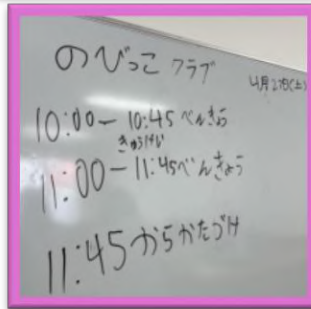 のびっこ クラブ
4月27日(土)
10:00ー10:45 べんきょう
きゅうけい
11:00ー11:45 べんきょう
11:45からかたづけ